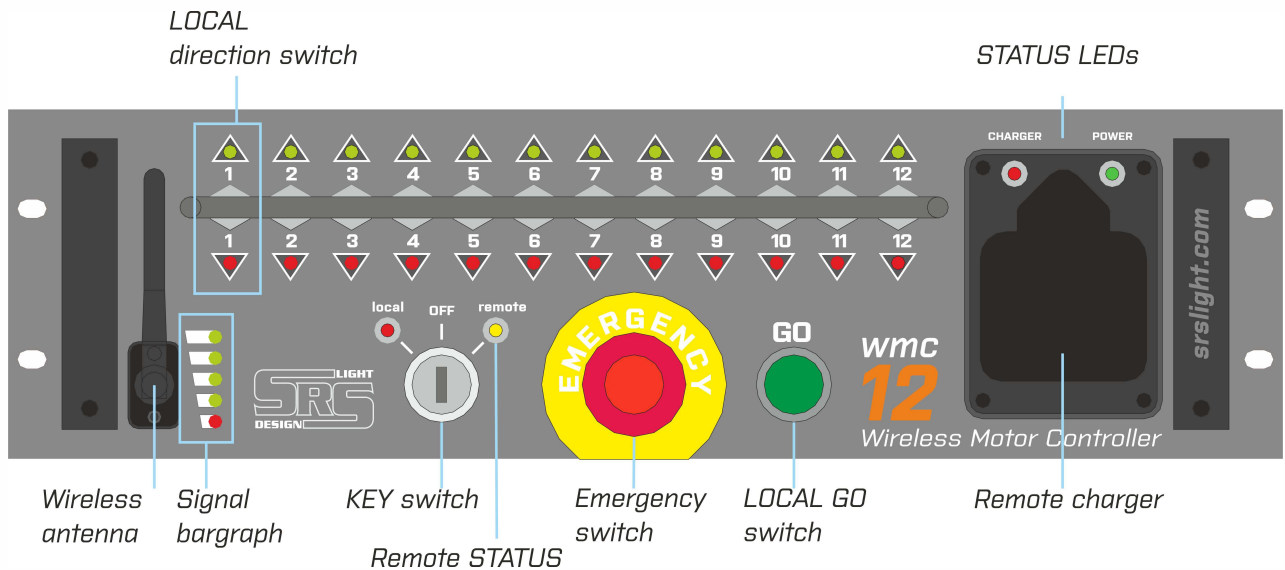 LOCAL
direction switch
STATUS LEDs
CHARGER POWER
1 2 3 4 5 6 7 8 9 10 11 12
1 2 3 4 5 6 7 8 9 10 11 12
local OFF remote
EMERGENCY
GO
LIGHT
SRS
DESIGN
wmc
12
Wireless Motor Controller
srslight.com
Wireless
antenna
Signal
bargraph
KEY switch
Remote STATUS
Emergency
switch
LOCAL GO
switch
Remote charger